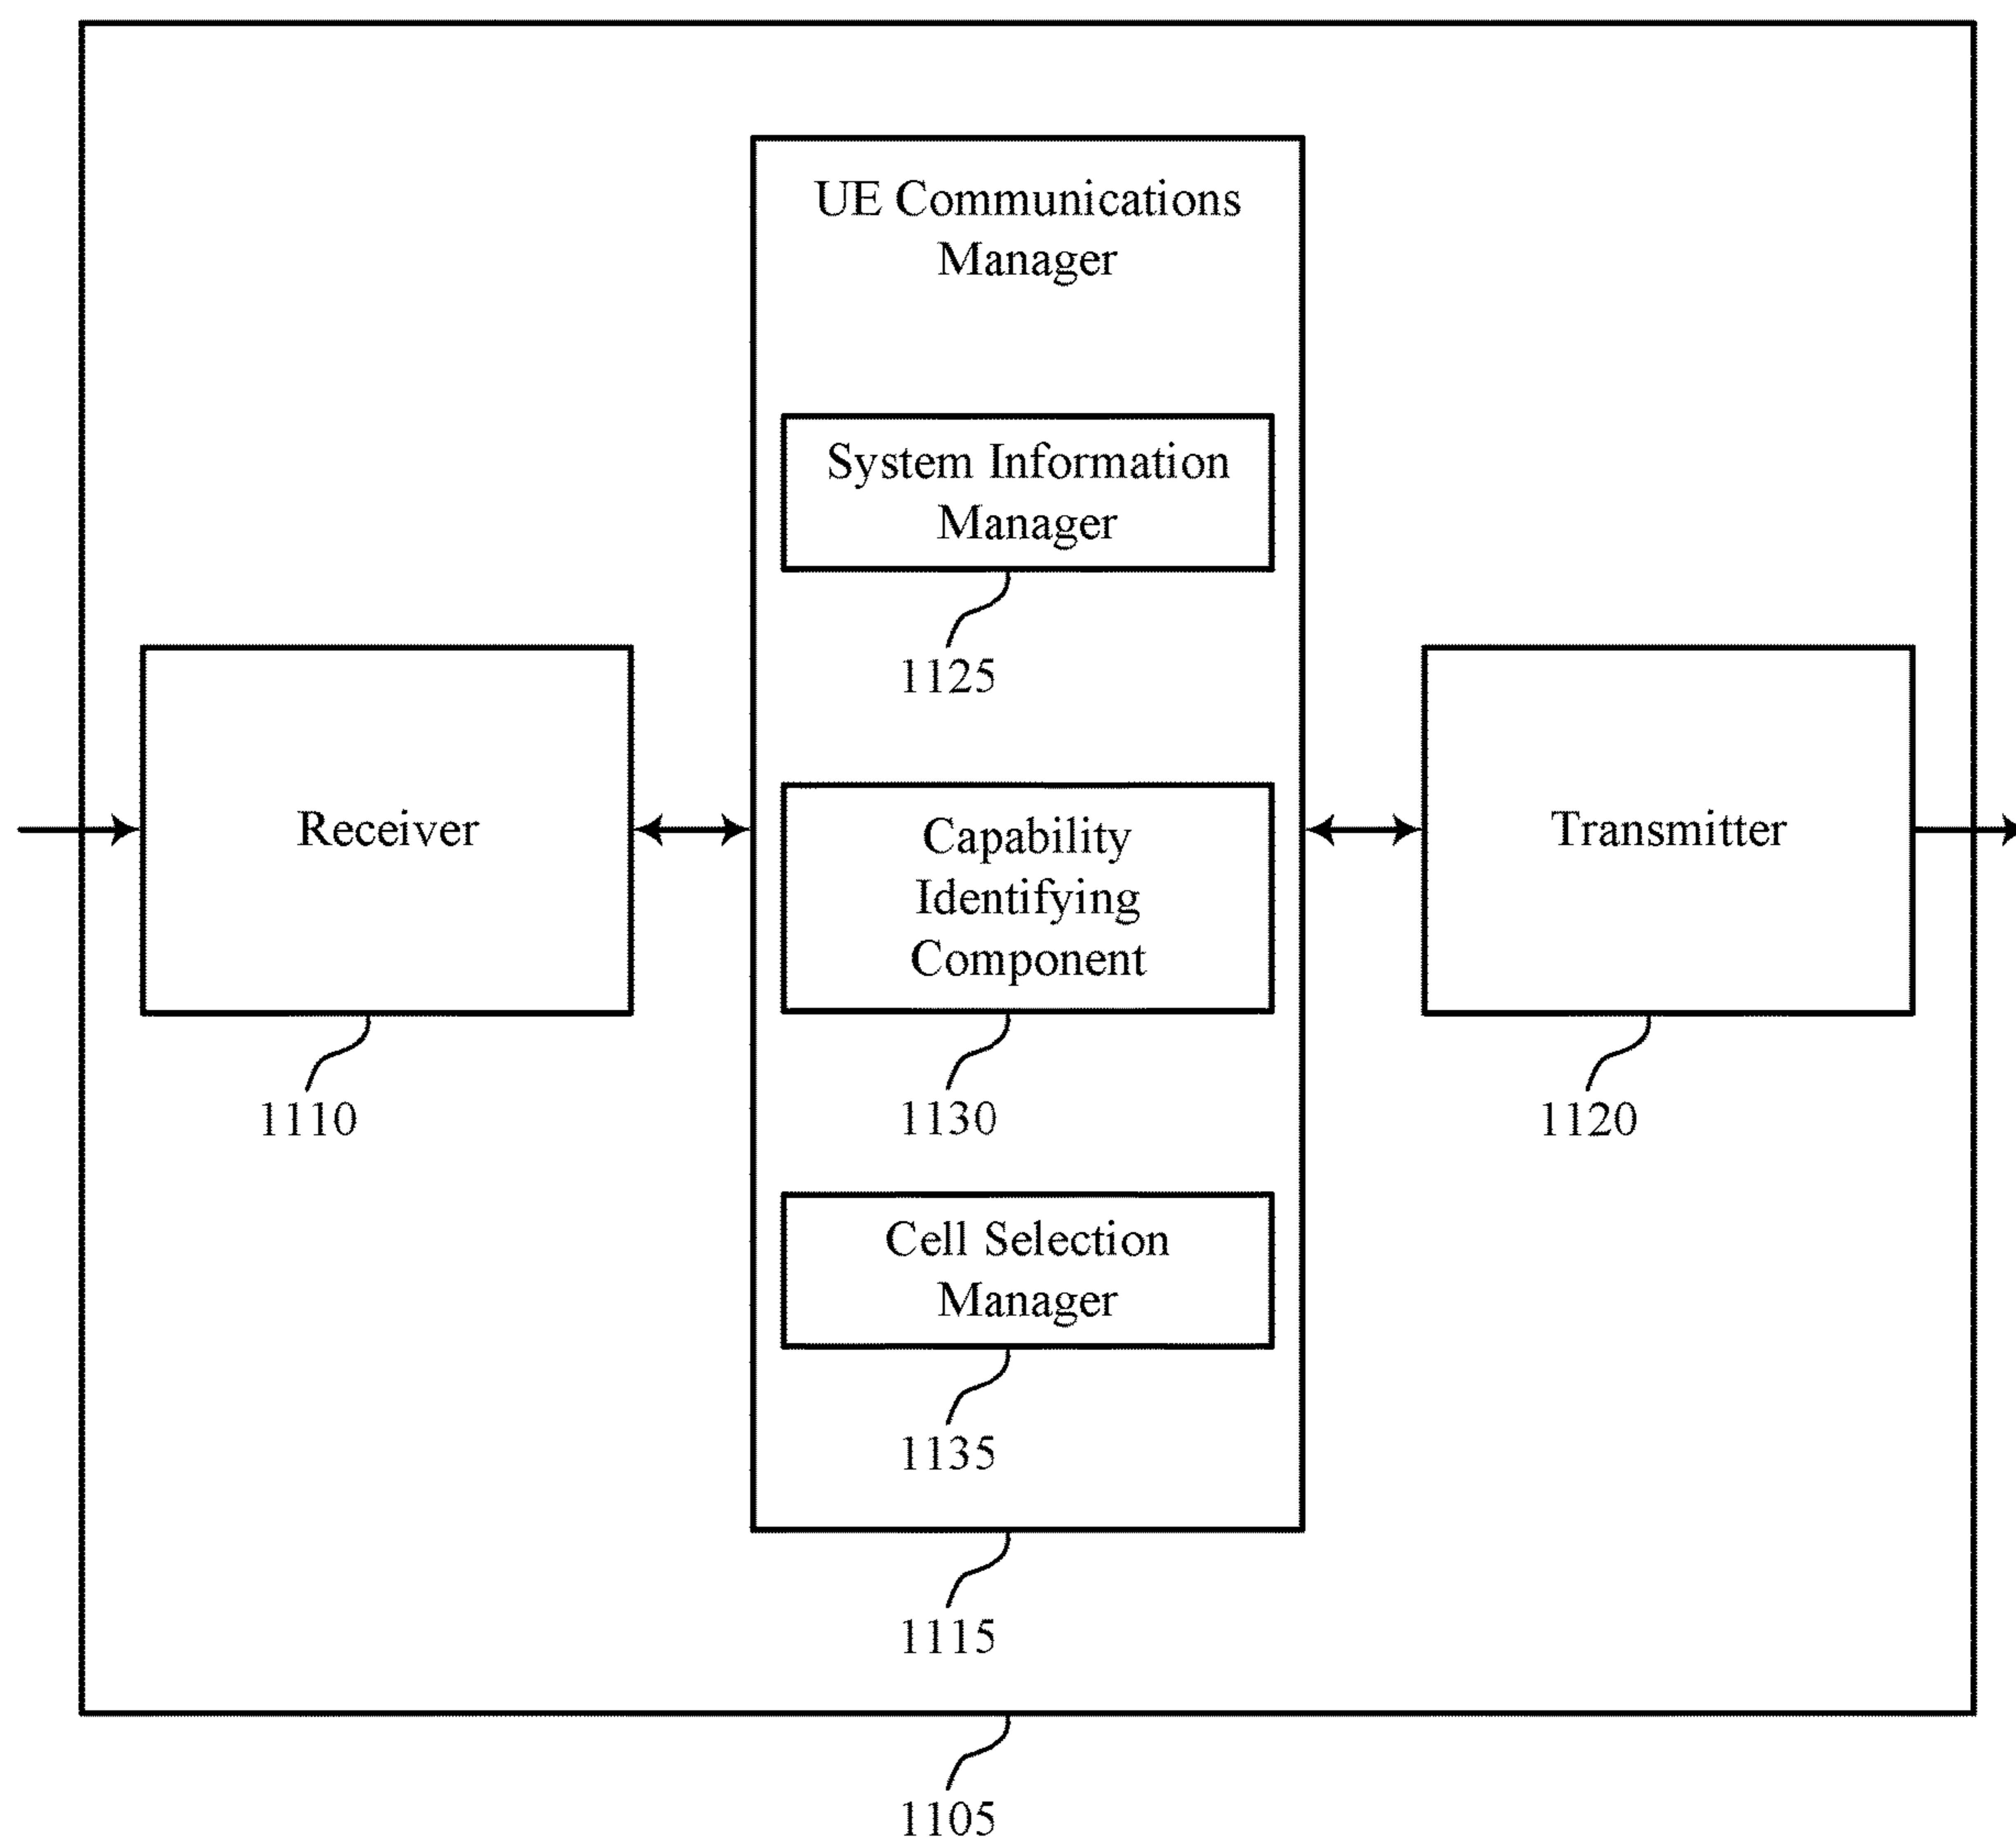 UE Communications
Manager
System Information
Manager
1125
Receiver
1110
Capability
Identifying
Component
1130
Transmitter
1120
Cell Selection
Manager
1135
1115
1105